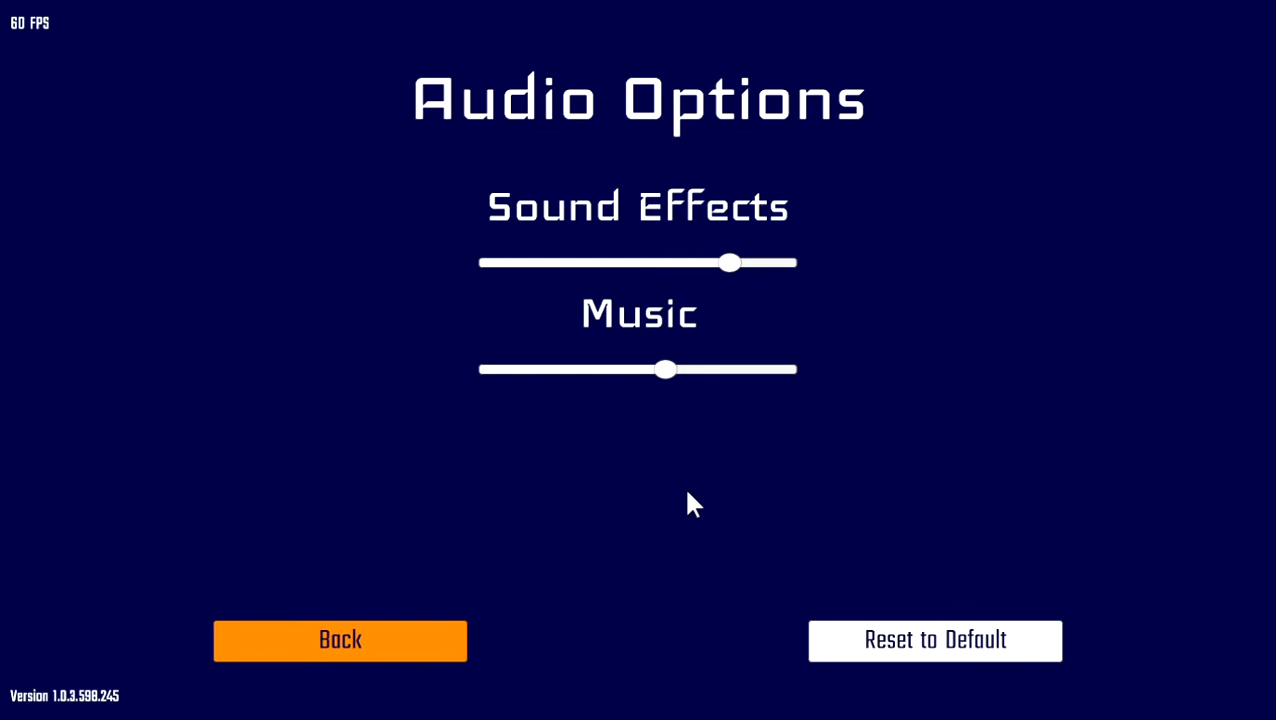 60 FPS
Audio Options
Sound Effects
Music
Back
Reset to Default
Version 1.0.3.598.245